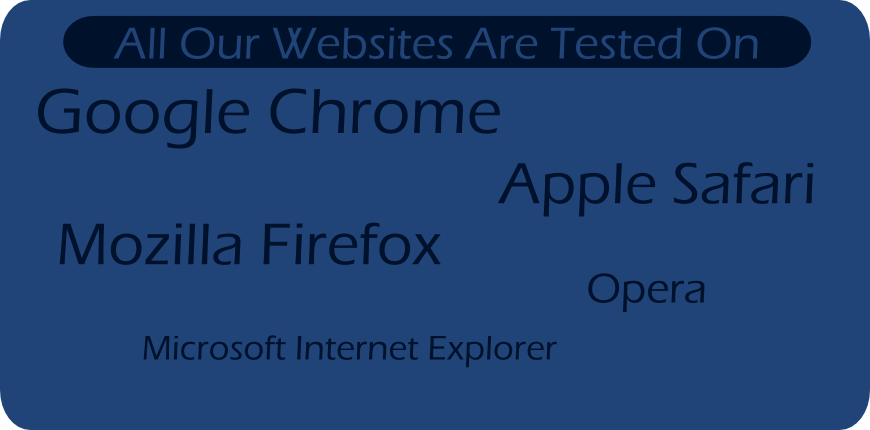 All Our Websites Are Tested On
Google Chrome
Apple Safari
Mozilla Firefox
Opera
Microsoft Internet Explorer